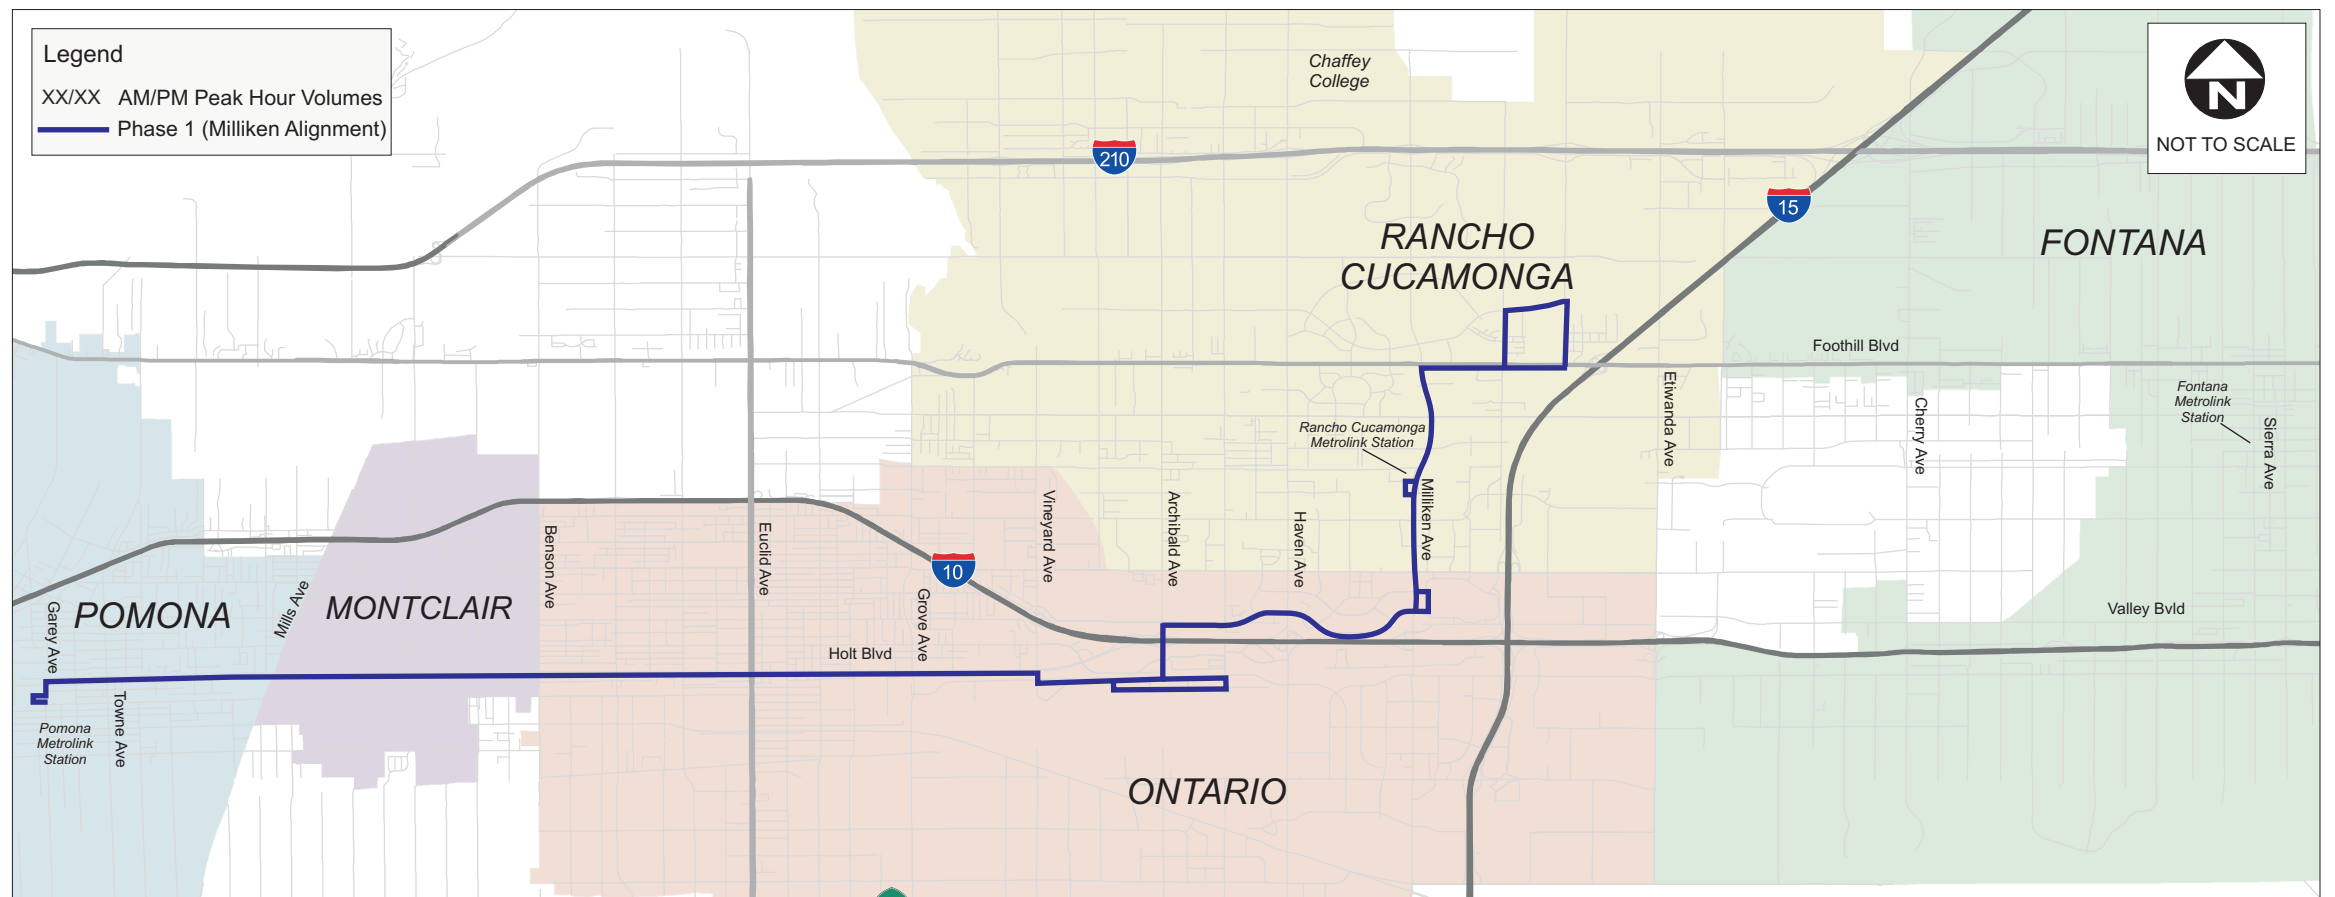 Legend
XX/XX AM/PM Peak Hour Volumes
Phase 1 (Milliken Alignment)
Chaffey
College
N
NOT TO SCALE
210
15
RANCHO
CUCAMONGA
FONTANA
Foothill Blvd
Etiwanda Ave
Cherry Ave
Fontana
Metrolink
Station
Sierra Ave
Rancho Cucamonga
Metrolink Station
Milliken Ave
Haven Ave
Archibald Ave
Vineyard Ave
Euclid Ave
Benson Ave
10
Grove Ave
Mills Ave
Garey Ave
POMONA
MONTCLAIR
Valley Bvld
Holt Blvd
Towne Ave
Pomona
Metrolink
Station
ONTARIO